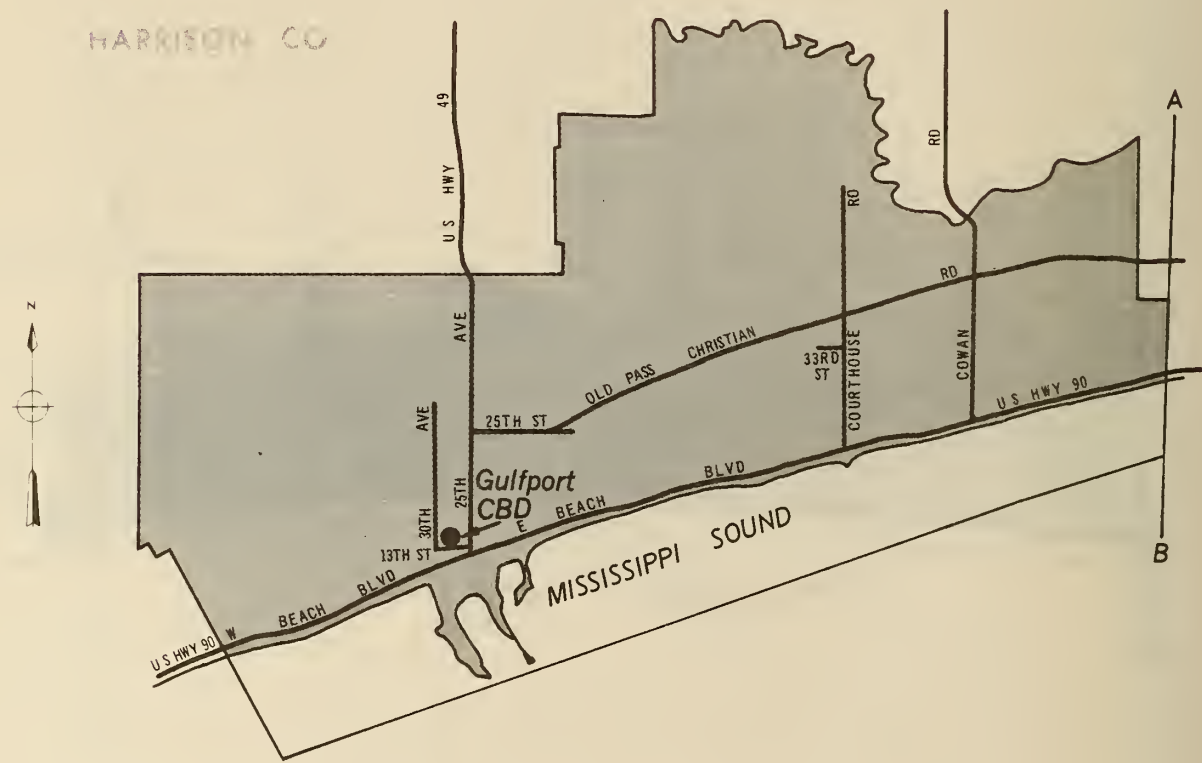 HARRISON CO
A
49
US HWY
RD
RD
N
AVE
RD
OLD PASS CHRISTIAN
33RD
ST
COURTHOUSE
COWAN
US HWY 90
AVE
25TH ST
25TH
Gulfport
CBD
BLVD
BEACH
E
30TH
13TH ST
MISSISSIPPI SOUND
B
BLVD
BEACH
W
US HWY 90